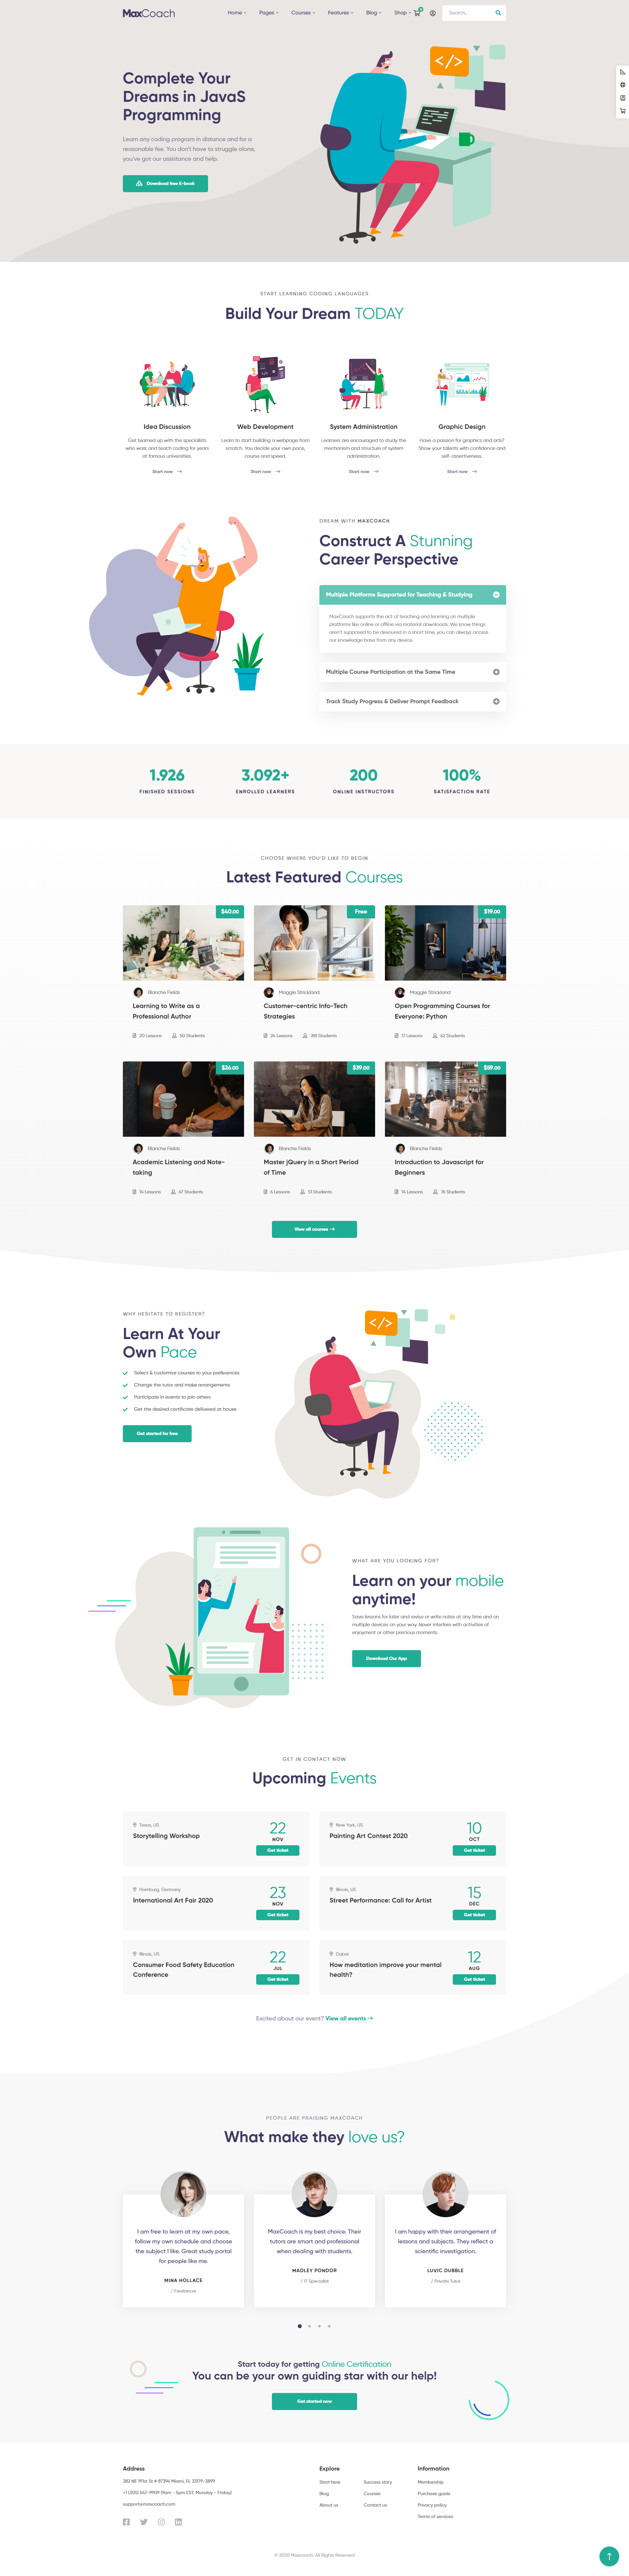 MaxCoach
Home Pages Courses Features Blog Shop
Search...
Complete Your
Dreams in JavaS
Programming
Learn any coding program in distance and for a
reasonable fee. You don't have to struggle alone,
you've got our assistance and help.
Download free E-book
START LEARNING CODING LANGUAGES
Build Your Dream TODAY
Idea Discussion
Get teamed up with the specialists
who work and teach coding for years
at famous universities.
Start now
Web Development
Learn to start building a webpage from
scratch. You decide your own pace,
course and speed.
Start now
System Administration
Learners are encouraged to study the
mechanism and structure of system
administration.
Start now
Graphic Design
Have a passion for graphics and arts?
Show your talents with confidence and
self-assertiveness.
Start now
DREAM WITH MAXCOACH
Construct A Stunning
Career Perspective
Multiple Platforms Supported for Teaching & Studying
MaxCoach supports the act of teaching and learning on multiple
platforms like online or offline via material downloads. We know things
aren't supposed to be devoured in a short time, you can always access
our knowledge base from any device.
Multiple Course Participation at the Same Time
Track Study Progress & Deliver Prompt Feedback
1.926
FINISHED SESSIONS
3.092+
ENROLLED LEARNERS
200
ONLINE INSTRUCTORS
100%
SATISFACTION RATE
CHOOSE WHERE YOU'D LIKE TO BEGIN
Latest Featured Courses
$40.00
Blanche Fields
Learning to Write as a
Professional Author
20 Lessons 50 Students
Free
Maggie Strickland
Customer-centric Info-Tech
Strategies
24 Lessons 769 Students
$19.00
Maggie Strickland
Open Programming Courses for
Everyone: Python
17 Lessons 62 Students
$26.00
Blanche Fields
Academic Listening and Note-
taking
14 Lessons 67 Students
$39.00
Blanche Fields
Master jQuery in a Short Period
of Time
6 Lessons 51 Students
$59.00
Blanche Fields
Introduction to Javascript for
Beginners
14 Lessons 76 Students
View all courses
WHY HESITATE TO REGISTER?
Learn At Your
Own Pace
Select & customise courses to your preferences
Change the tutor and make arrangements
Participate in events to join others
Get the desired certificate delivered at house
Get started for free
</>
WHAT ARE YOU LOOKING FOR?
Learn on your mobile
anytime!
Save lessons for later and revise or write notes at any time and on
multiple devices on your way. Never interfere with activities of
enjoyment or other precious moments.
Download Our App
GET IN CONTACT NOW
Upcoming Events
Texas, US
Storytelling Workshop
22
NOV
Get ticket
New York, US
Painting Art Contest 2020
10
OCT
Get ticket
Hamburg, Germany
International Art Fair 2020
23
NOV
Get ticket
Illinois, US
Street Performance: Call for Artist
15
DEC
Get ticket
Illinois, US
Consumer Food Safety Education
Conference
22
JUL
Get ticket
Dubai
How meditation improve your mental
health?
12
AUG
Get ticket
Excited about our event? View all events
PEOPLE ARE PRAISING MAXCOACH
What make they love us?
I am free to learn at my own pace,
follow my own schedule and choose
the subject I like. Great study portal
for people like me.
MINA HOLLACE
/ Freelancer
MaxCoach is my best choice. Their
tutors are smart and professional
when dealing with students.
MADLEY PONDOR
/ IT Specialist
I am happy with their arrangement of
lessons and subjects. They reflect a
scientific investigation.
LUVIC DUBBLE
/ Private Tutor
Start today for getting Online Certification
You can be your own guiding star with our help!
Get started now
Address
382 NE 191st St # 87394 Miami, FL 33179-3899
+1 (305) 547-9909 (9am - 5pm EST, Monday - Friday)
support@maxcoach.com
Explore
Start here
Blog
About us
Success story
Courses
Contact us
Information
Membership
Purchase guide
Privacy policy
Terms of services
© 2020 Maxcoach. All Rights Reserved